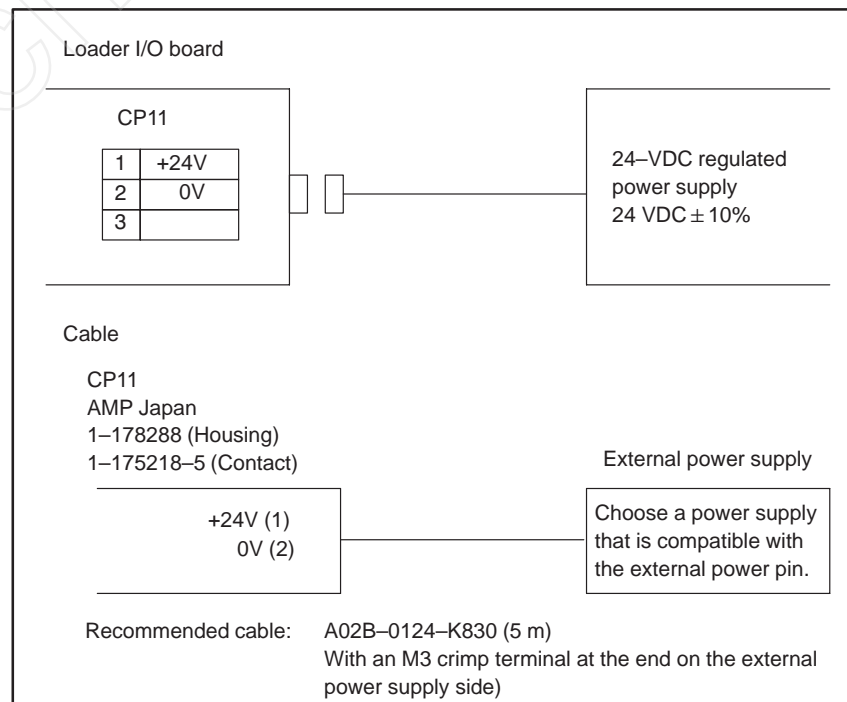 Loader I/O board
CP11
1 +24V
2 0V
3
24–VDC regulated
power supply
24 VDC ± 10%
Cable
CP11
AMP Japan
1–178288 (Housing)
1–175218–5 (Contact)
External power supply
+24V (1)
0V (2)
Choose a power supply
that is compatible with
the external power pin.
Recommended cable: A02B–0124–K830 (5 m)
With an M3 crimp terminal at the end on the external
power supply side)